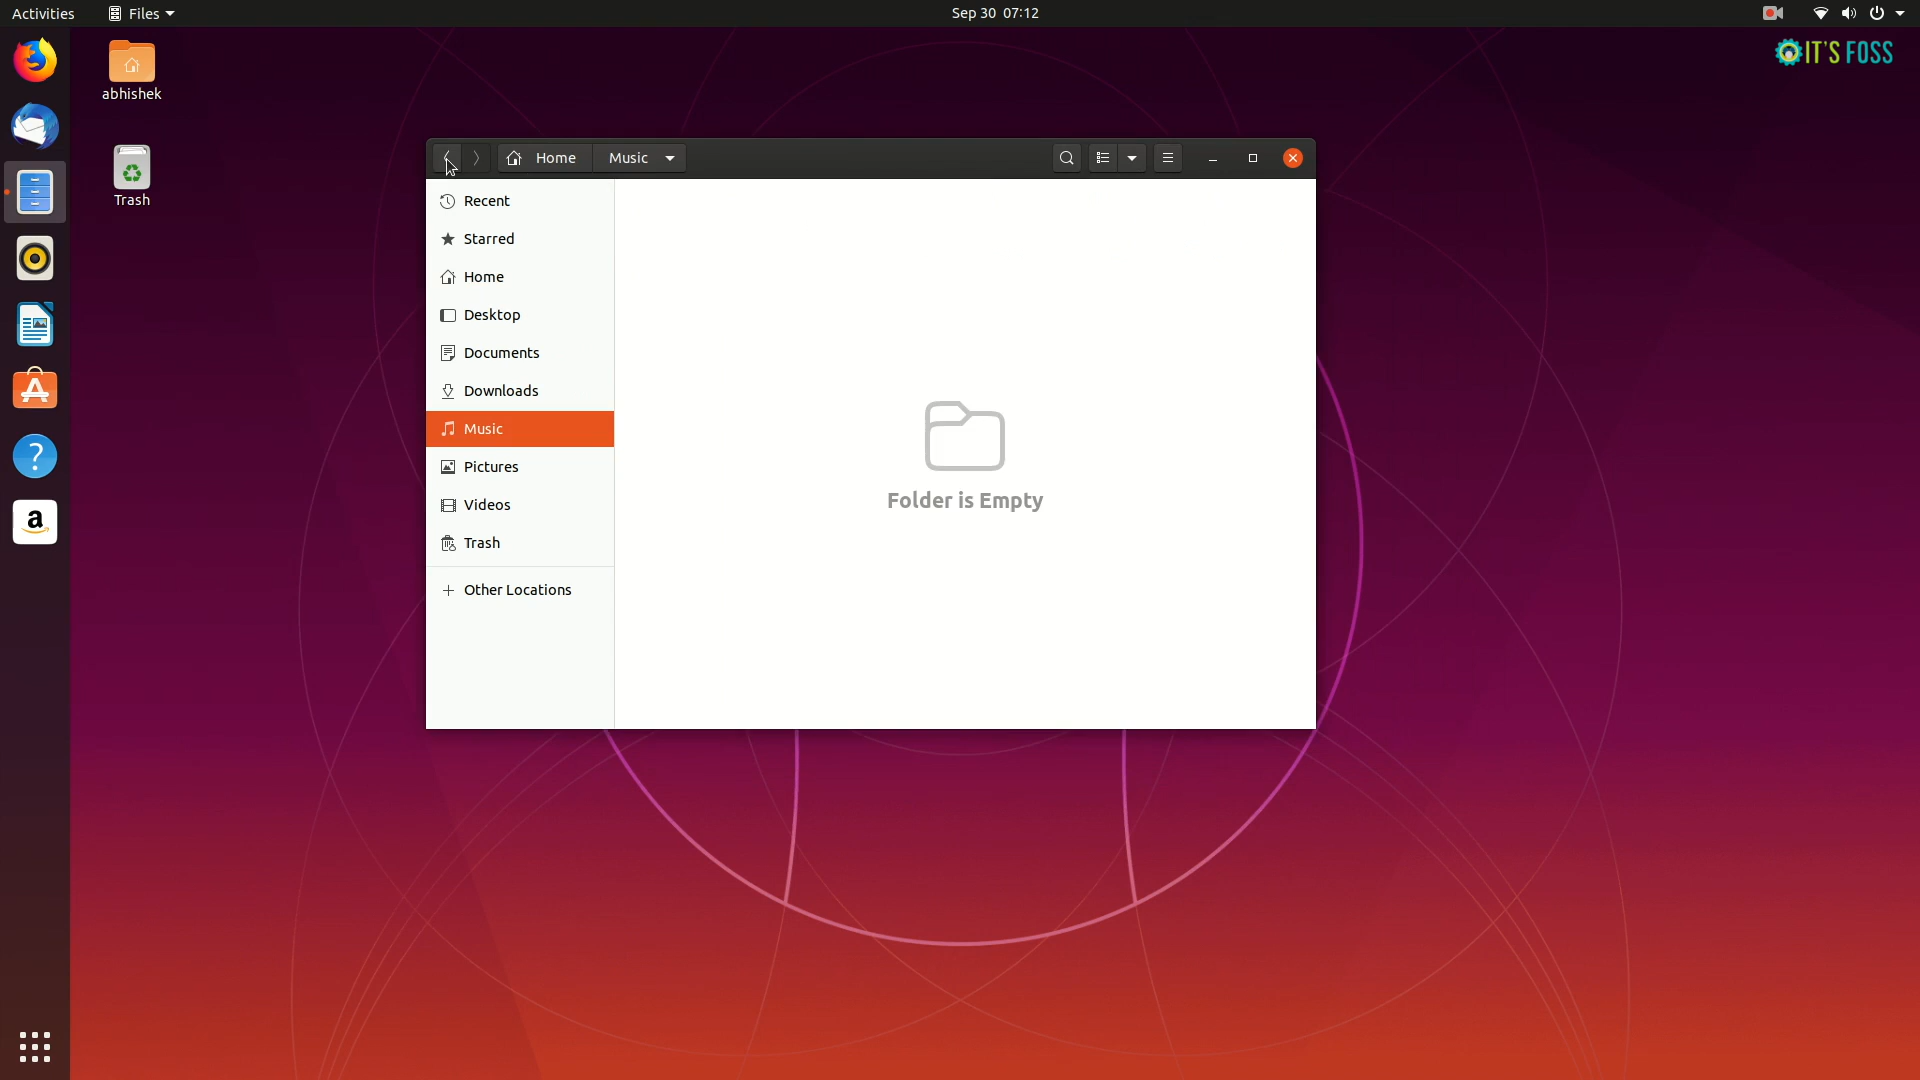 Activities
Files
Sep 30 07:12
IT'S FOSS
abhishek
Trash
Home
Music
Recent
Starred
Home
Desktop
Documents
Downloads
Music
Pictures
Videos
Trash
Other Locations
Folder is Empty
?
a